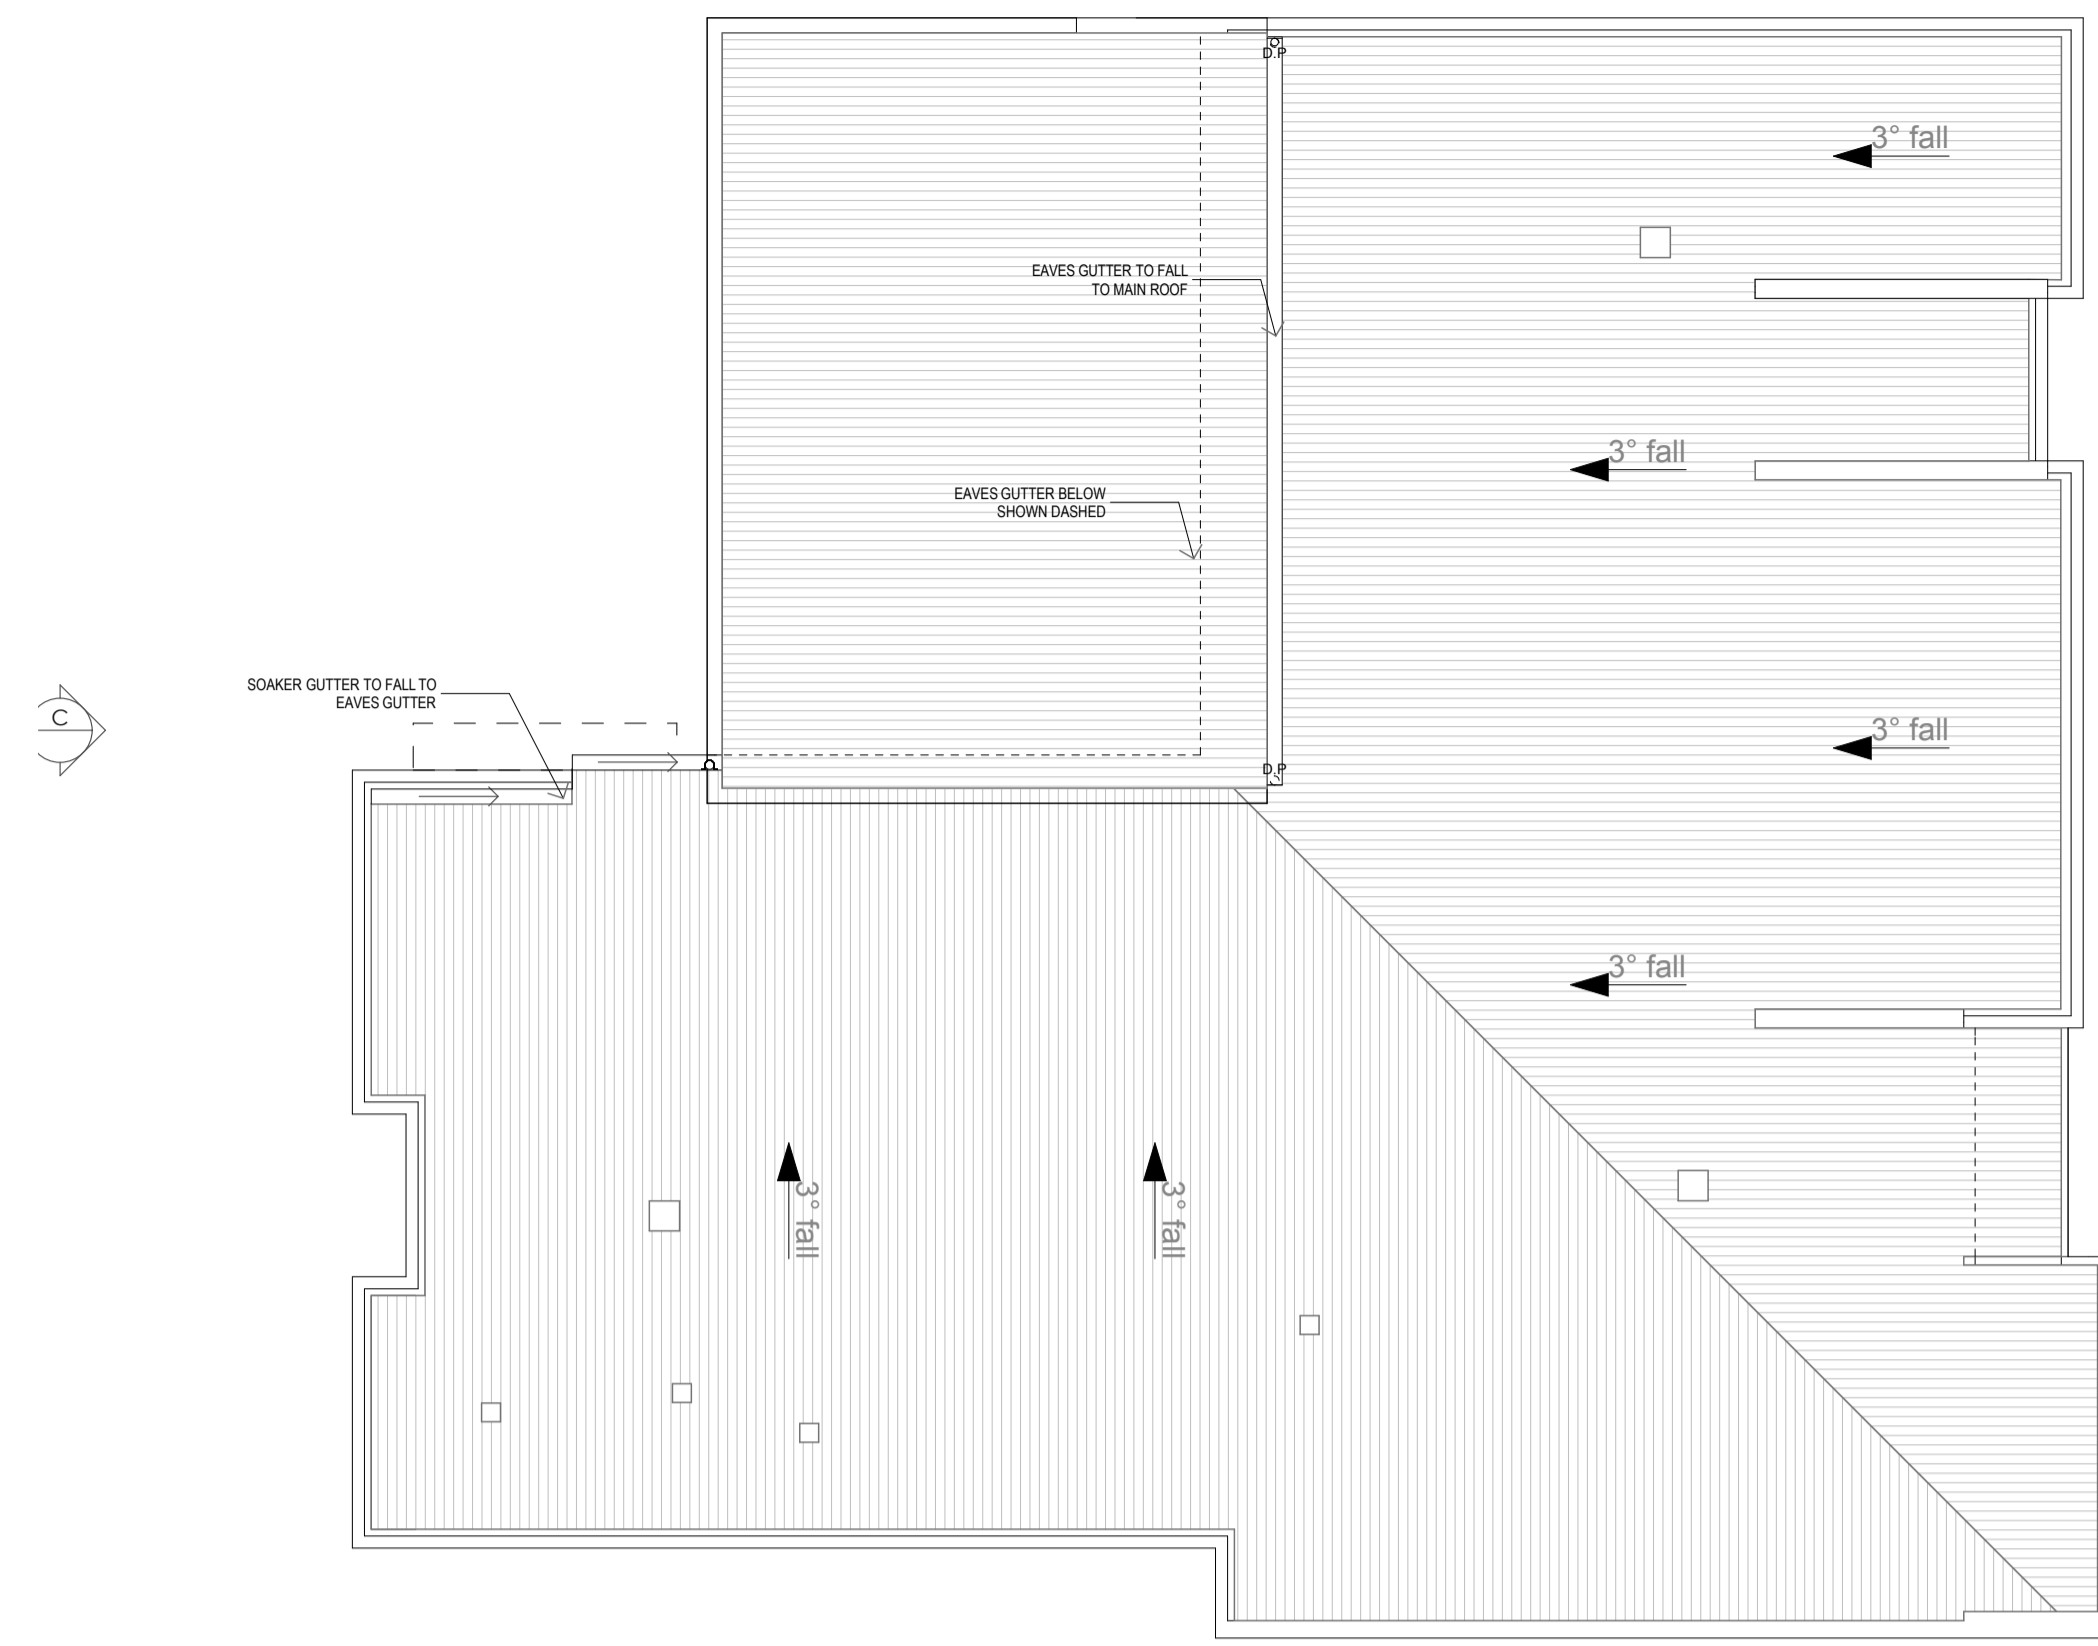 D.P
3° fall
EAVES GUTTER TO FALL
TO MAIN ROOF
3° fall
EAVES GUTTER BELOW
SHOWN DASHED
SOAKER GUTTER TO FALL TO
EAVES GUTTER
C
3° fall
D.P
3° fall
3° fall
3° fall